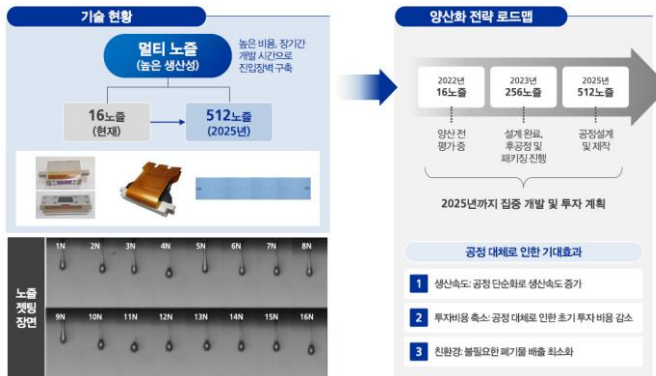 기술 현황
멀티 노즐
(높은 생산성)
높은 비용, 장기간
개발 시간으로
진입장벽 구축
16노즐
(현재)
512노즐
(2025년)
노즐
젯팅
장면
1N 2N 3N 4N 5N 6N 7N 8N
9N 10N 11N 12N 13N 14N 15N 16N
양산화 전략 로드맵
2022년
16노즐
2023년
256노즐
2025년
512노즐
양산 전
평가 중
설계 완료,
후공정 및
패키징 진행
공정설계
및 제작
2025년까지 집중 개발 및 투자 계획
공정 대체로 인한 기대효과
1 생산속도: 공정 단순화로 생산속도 증가
2 투자비용 축소: 공정 대체로 인한 초기 투자 비용 감소
3 친환경: 불필요한 폐기물 배출 최소화